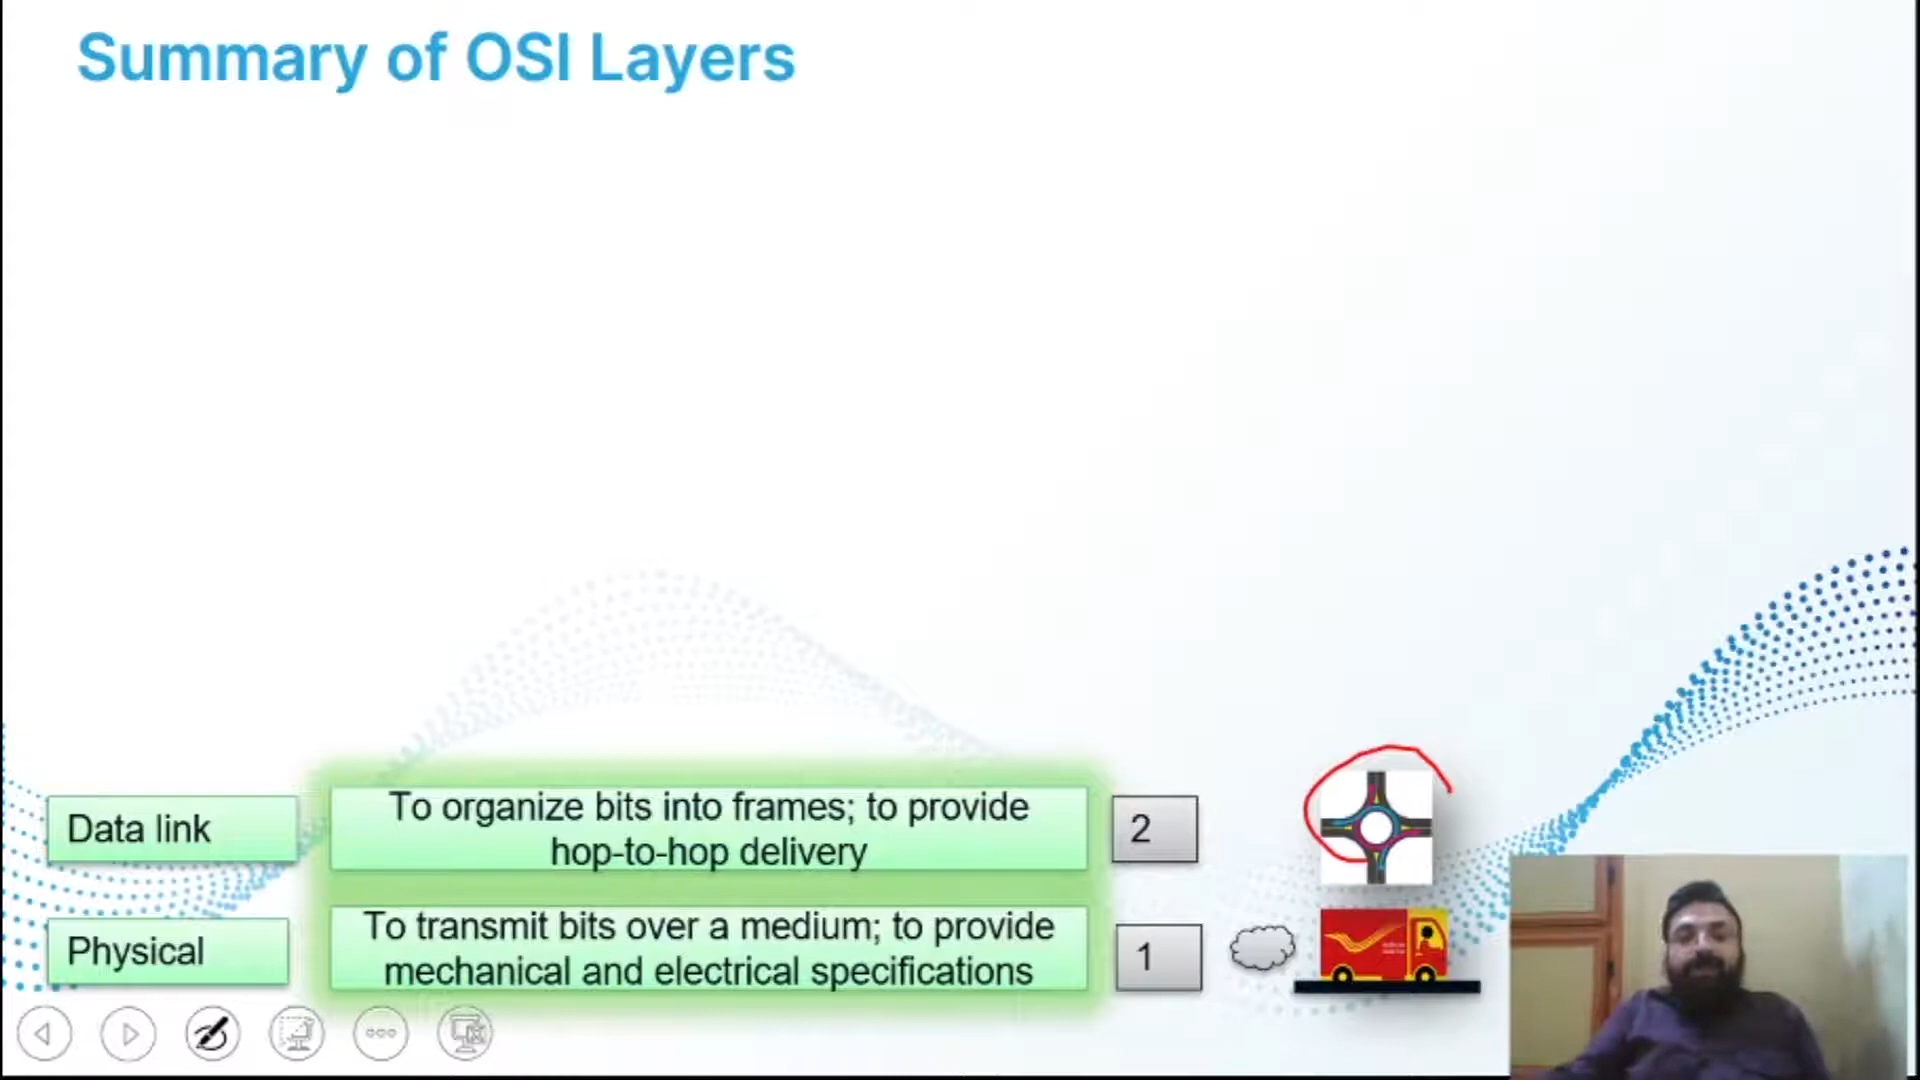 Summary of OSI Layers
Data link
To organize bits into frames; to provide
hop-to-hop delivery
2
Physical
To transmit bits over a medium; to provide
mechanical and electrical specifications
1